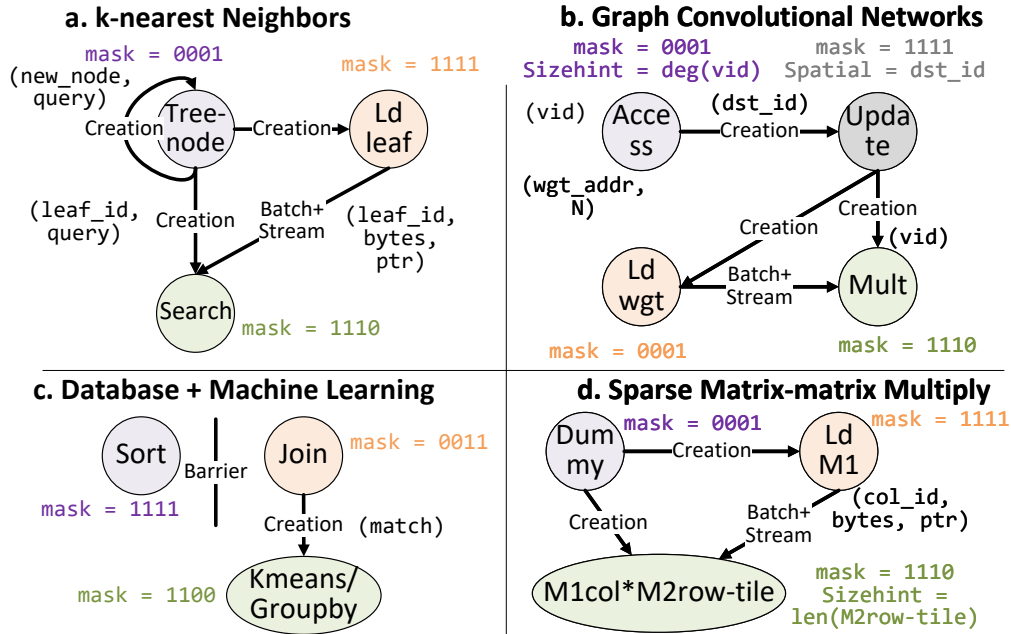 a. k-nearest Neighbors
mask = 0001
(new_node,
query)
mask = 1111
Tree-
node
Creation
Creation
Ld
leaf
(leaf_id,
query)
Creation
Batch+
Stream
(leaf_id,
bytes,
ptr)
Search
mask = 1110
b. Graph Convolutional Networks
mask = 0001
Sizehint = deg(vid)
mask = 1111
Spatial = dst_id
(vid)
Acce
ss
(dst_id)
Creation
Upda
te
(wgt_addr,
N)
Creation
Creation
(vid)
Ld
wgt
Batch+
Stream
Mult
mask = 0001
mask = 1110
c. Database + Machine Learning
Sort
Barrier
Join
mask = 0011
mask = 1111
Creation
(match)
mask = 1100
Kmeans/
Groupby
d. Sparse Matrix-matrix Multiply
mask = 0001
mask = 1111
Dum
my
Creation
Ld
M1
Creation
Batch+
Stream
(col_id,
bytes, ptr)
M1col*M2row-tile
mask = 1110
Sizehint =
len(M2row-tile)